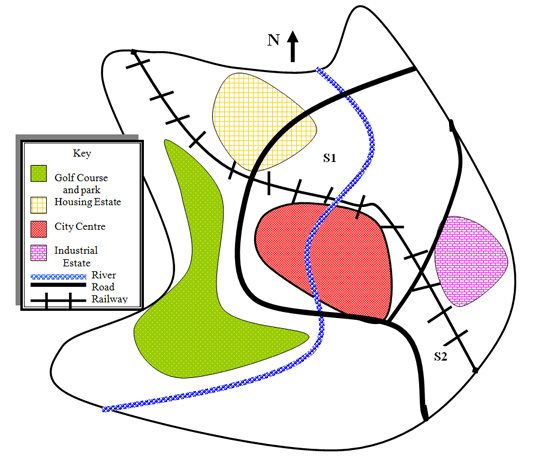 N
S1
Key
Golf Course
and park
Housing Estate
City Centre
Industrial
Estate
River
Road
Railway
S2